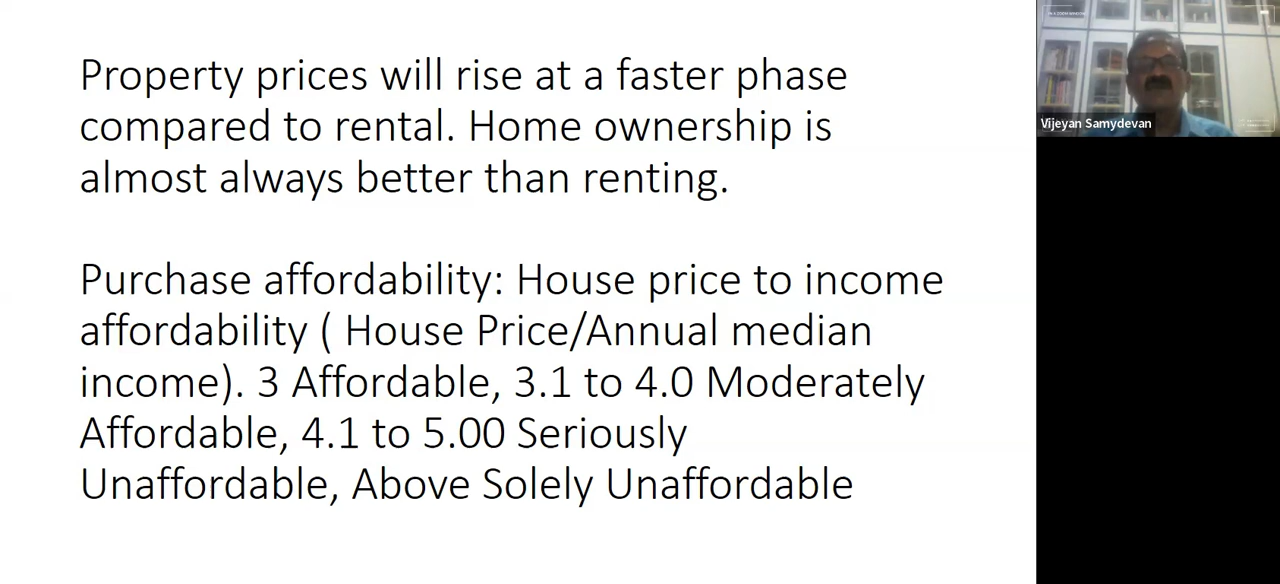 Property prices will rise at a faster phase
compared to rental. Home ownership is
almost always better than renting.
Purchase affordability: House price to income
affordability ( House Price/Annual median
income). 3 Affordable, 3.1 to 4.0 Moderately
Affordable, 4.1 to 5.00 Seriously
Unaffordable, Above Solely Unaffordable
Vijeyan Samydevan